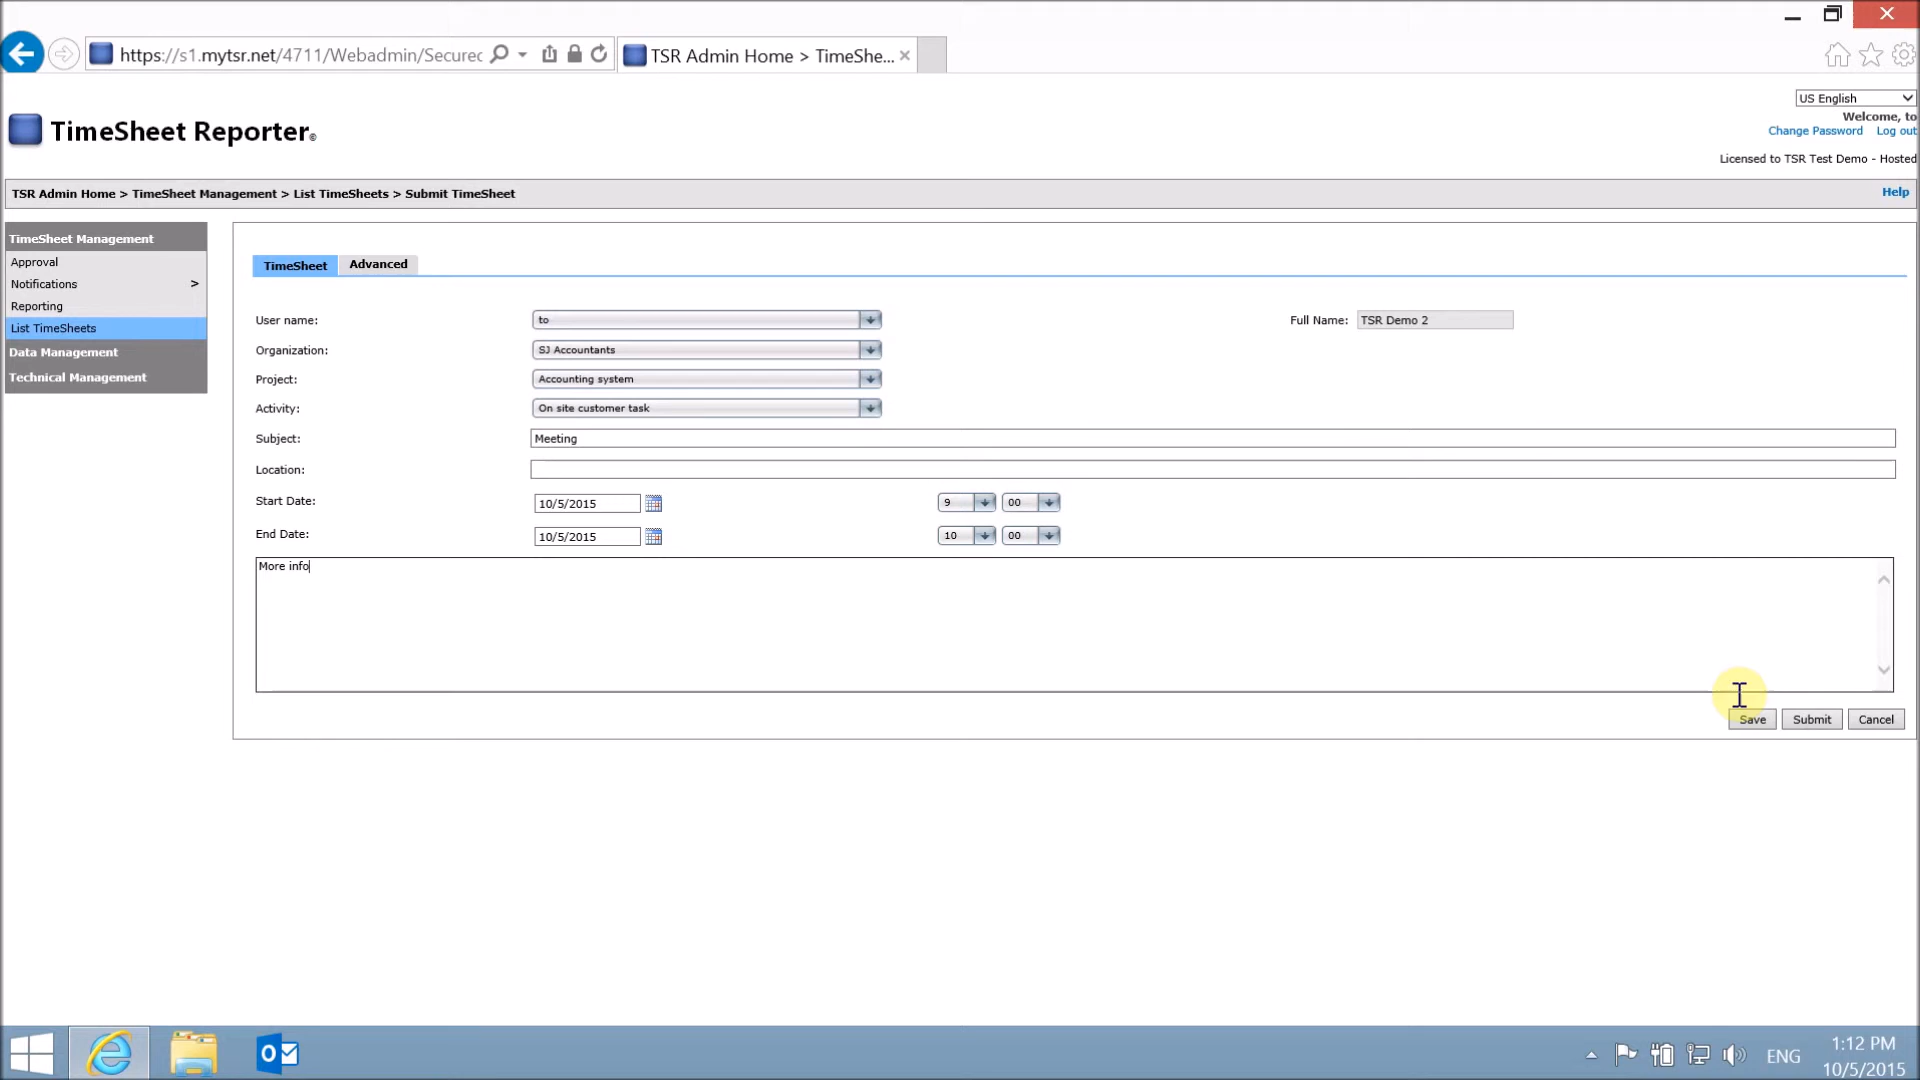 https://s1.mytsr.net/4711/Webadmin/Securec
TSR Admin Home > TimeShe...
US English
Welcome, to
Change Password Log out
TimeSheet Reporter
Licensed to TSR Test Demo - Hosted
TSR Admin Home > TimeSheet Management > List TimeSheets > Submit TimeSheet
Help
TimeSheet Management
Approval
Notifications >
Reporting
List TimeSheets
Data Management
Technical Management
TimeSheet Advanced
User name: to Full Name: TSR Demo 2
Organization: SJ Accountants
Project: Accounting system
Activity: On site customer task
Subject: Meeting
Location:
Start Date: 10/5/2015 9 00
End Date: 10/5/2015 10 00
More info
Save Submit Cancel
ENG
1:12 PM
10/5/2015